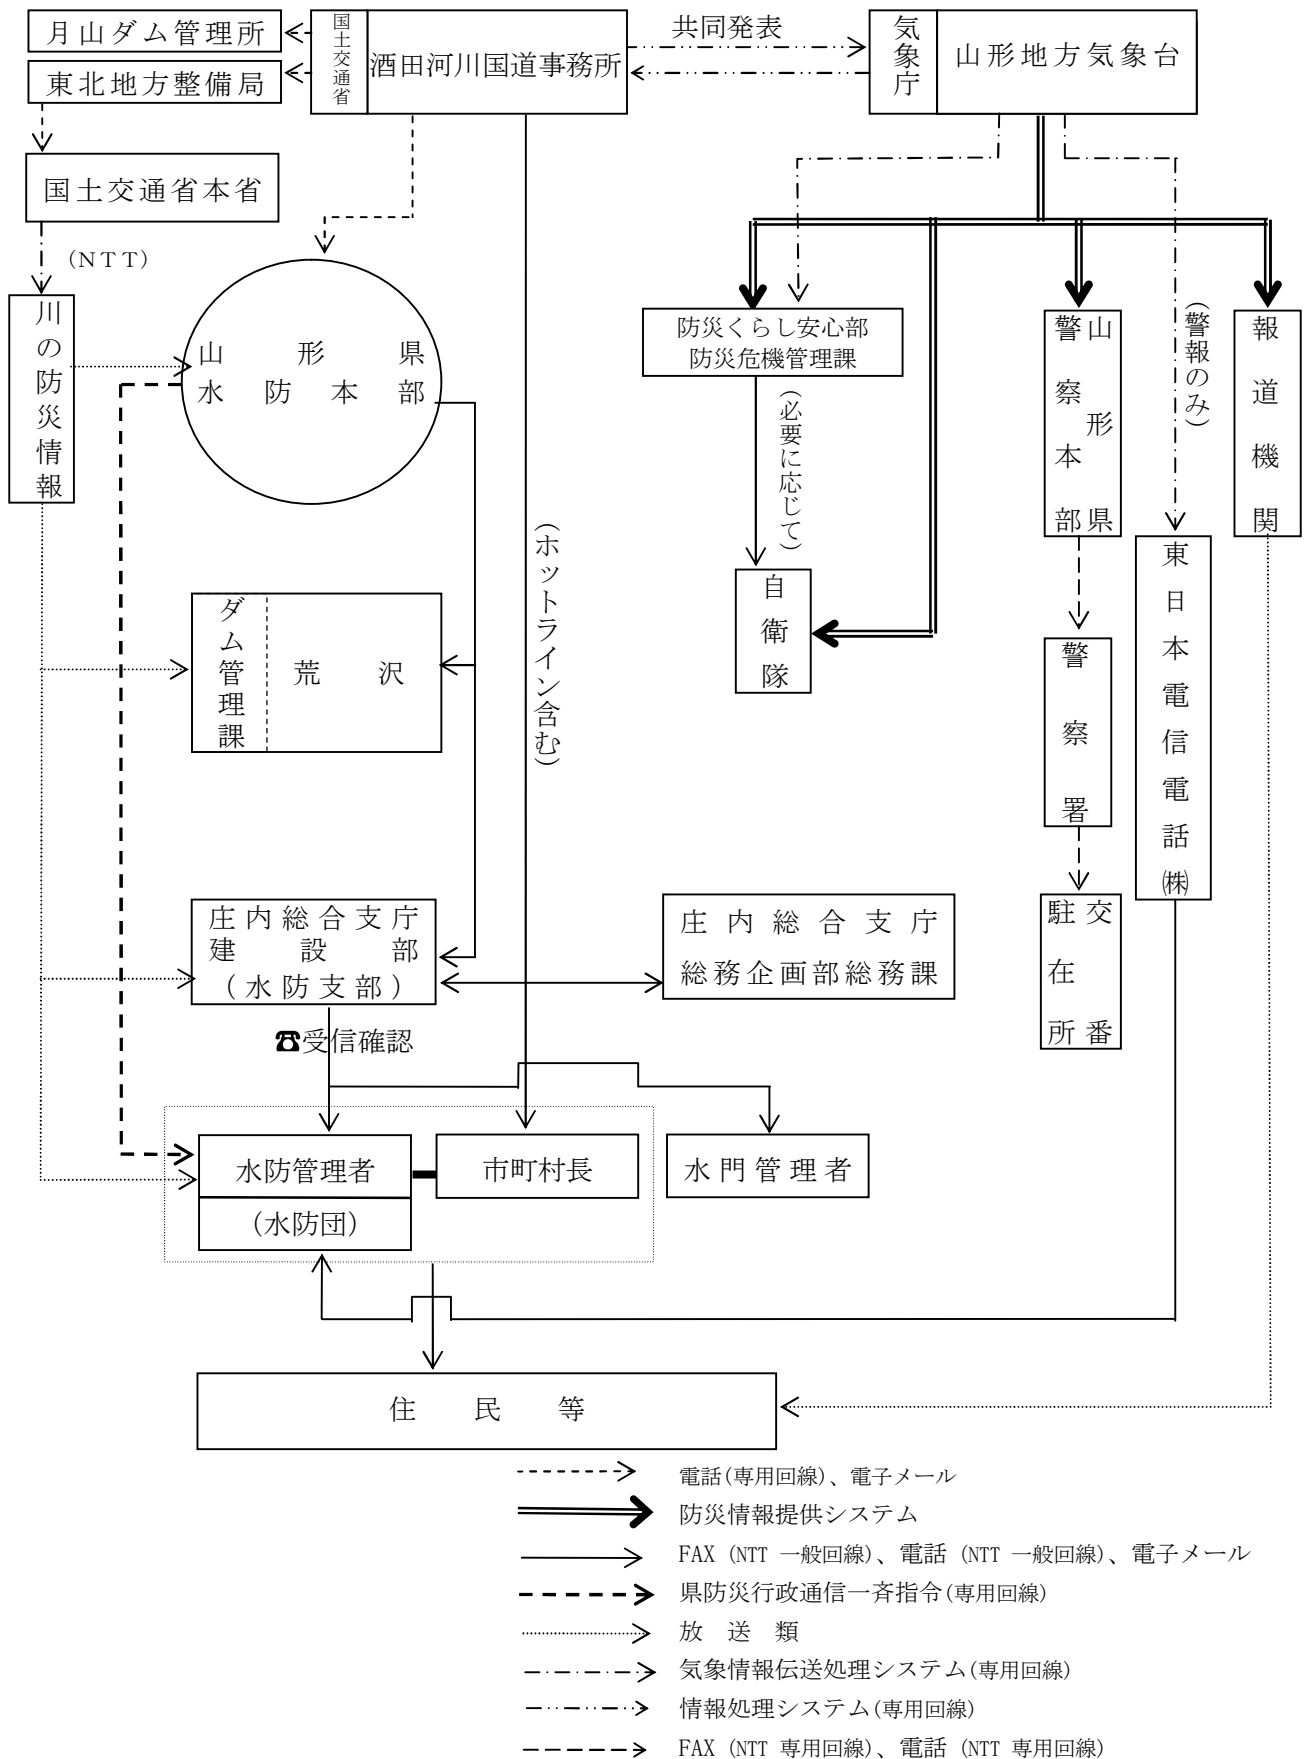 月山ダム管理所
国土交通省
酒田河川国道事務所
共同発表
気象庁
山形地方気象台
東北地方整備局
国土交通省本省
(NTT)
川の防災情報
山形県
水防本部
防災くらし安心部
防災危機管理課
(必要に応じて)
自衛隊
山形県
警察本部
(警報のみ)
報道機関
東日本電信電話㈱
警察署
交番
駐在所
(ホットライン含む)
ダム管理課
荒沢
庄内総合支庁
建設部
(水防支部)
庄内総合支庁
総務企画部総務課
☎受信確認
水防管理者
(水防団)
市町村長
水門管理者
住民等
電話(専用回線)、電子メール
防災情報提供システム
FAX (NTT 一般回線)、電話 (NTT 一般回線)、電子メール
県防災行政通信一斉指令(専用回線)
放送類
気象情報伝送処理システム(専用回線)
情報処理システム(専用回線)
FAX (NTT 専用回線)、電話 (NTT 専用回線)